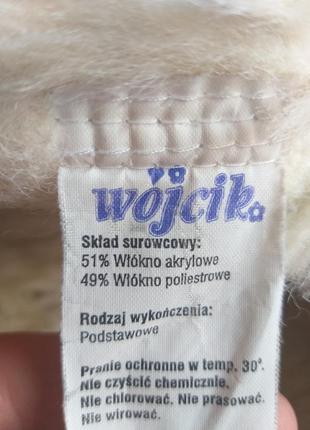 wójcik
Skład surowcowy:
51% Włókno akrylowe
49% Włókno poliestrowe
Rodzaj wykończenia:
Podstawowe
Pranie ochronne w temp. 30°.
Nie czyścić chemicznie.
Nie chlorować. Nie prasować.
Nie wirować.